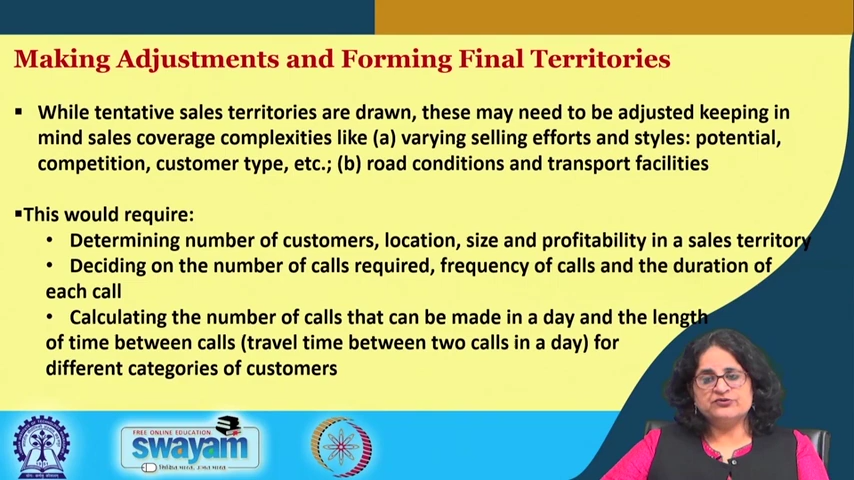 Making Adjustments and Forming Final Territories
▪ While tentative sales territories are drawn, these may need to be adjusted keeping in
mind sales coverage complexities like (a) varying selling efforts and styles: potential,
competition, customer type, etc.; (b) road conditions and transport facilities
▪This would require:
• Determining number of customers, location, size and profitability in a sales territory
• Deciding on the number of calls required, frequency of calls and the duration of
each call
• Calculating the number of calls that can be made in a day and the length
of time between calls (travel time between two calls in a day) for
different categories of customers
FREE ONLINE EDUCATION
swayam